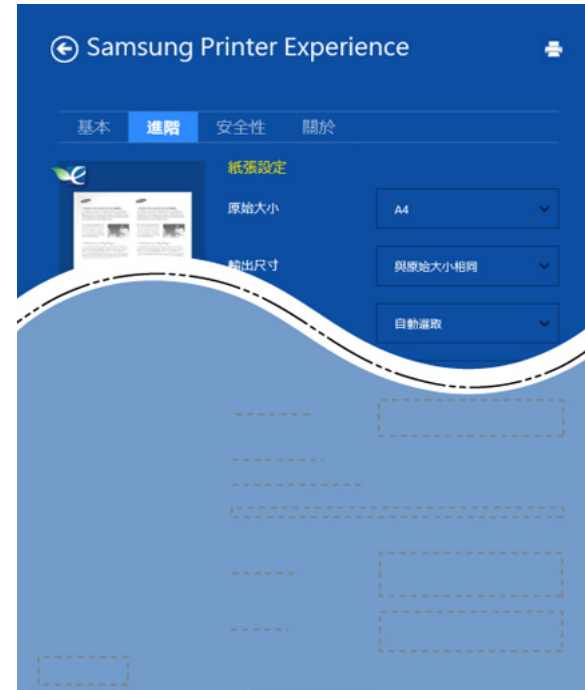 Samsung Printer Experience
基本 進階 安全性 關於
紙張設定
原始大小 A4
輸出尺寸 與原始大小相同
自動選取